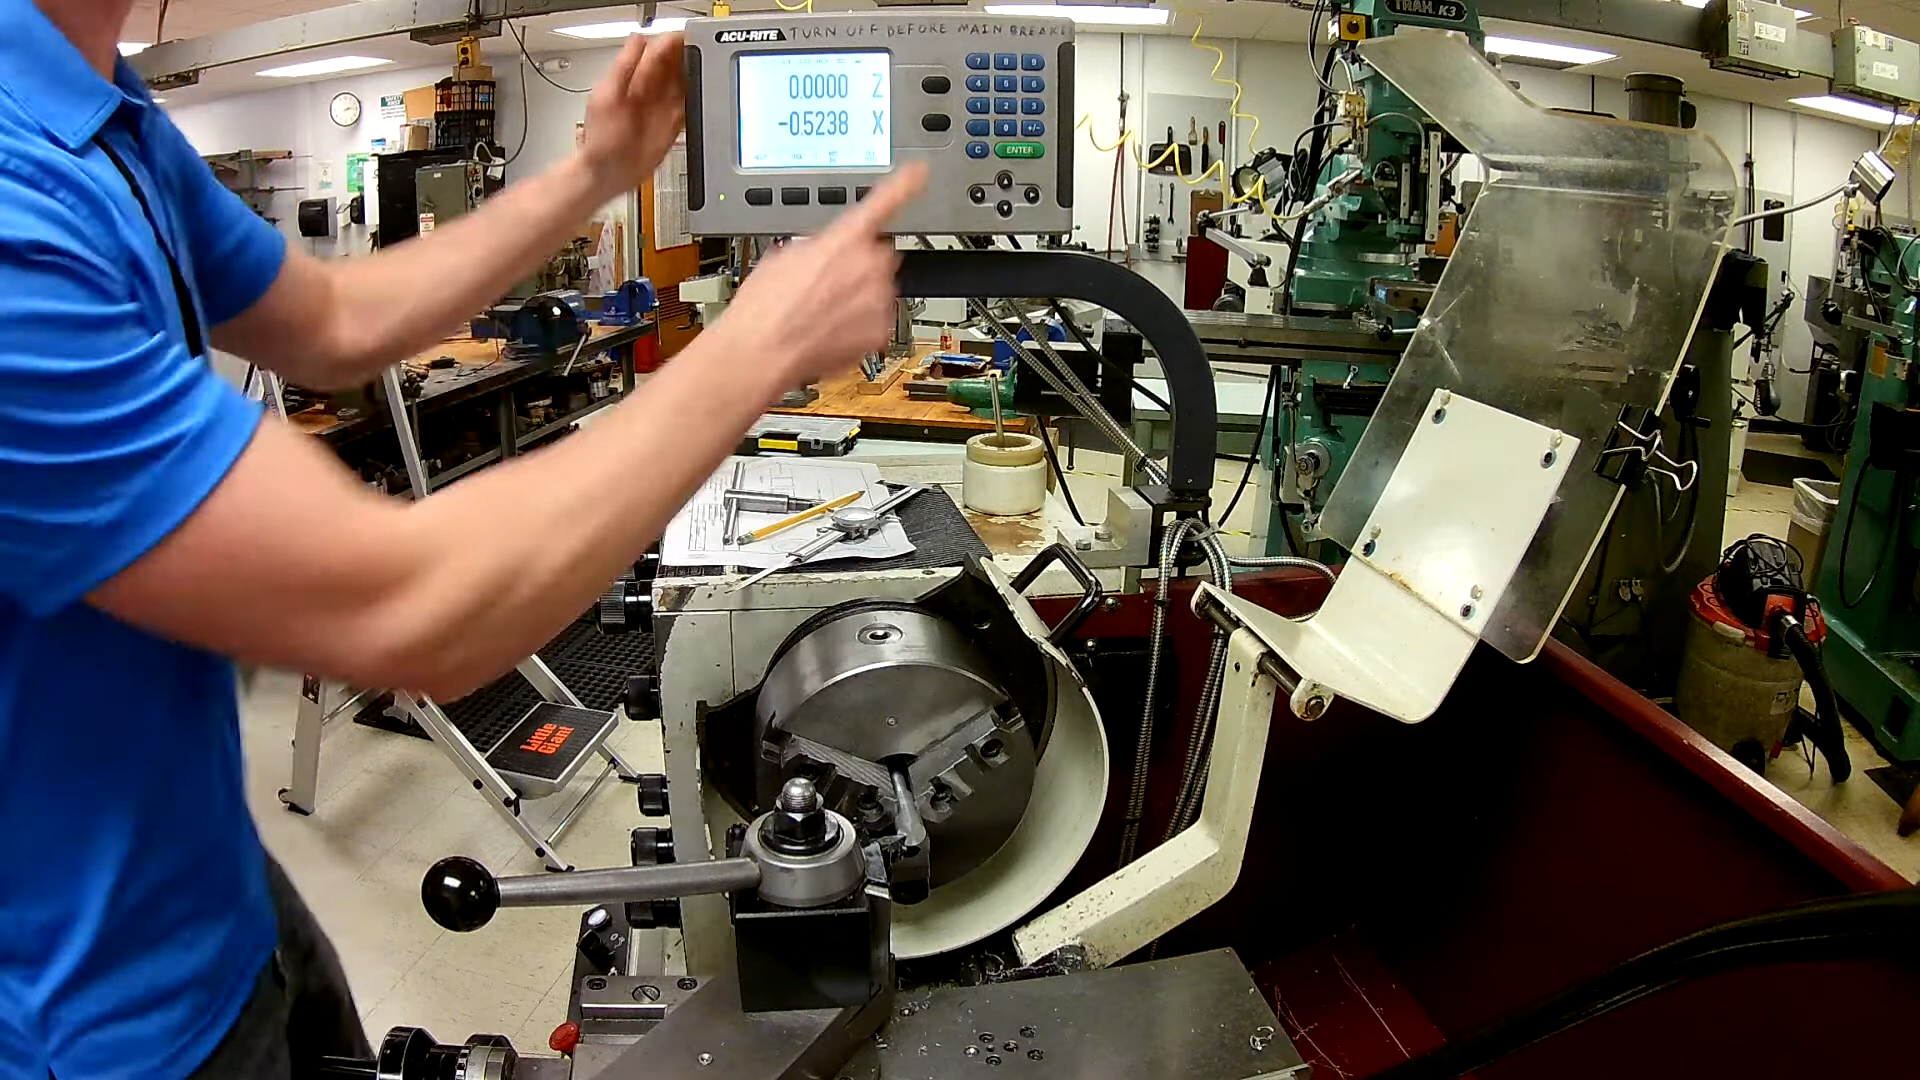 ACU-RITE TURN OFF BEFORE MAIN BREAKE
0.0000 Z
-0.5238 X
7 8 9
4 5 6
1 2 3
0 +/-
C ENTER
TRAK K3
Little
Giant